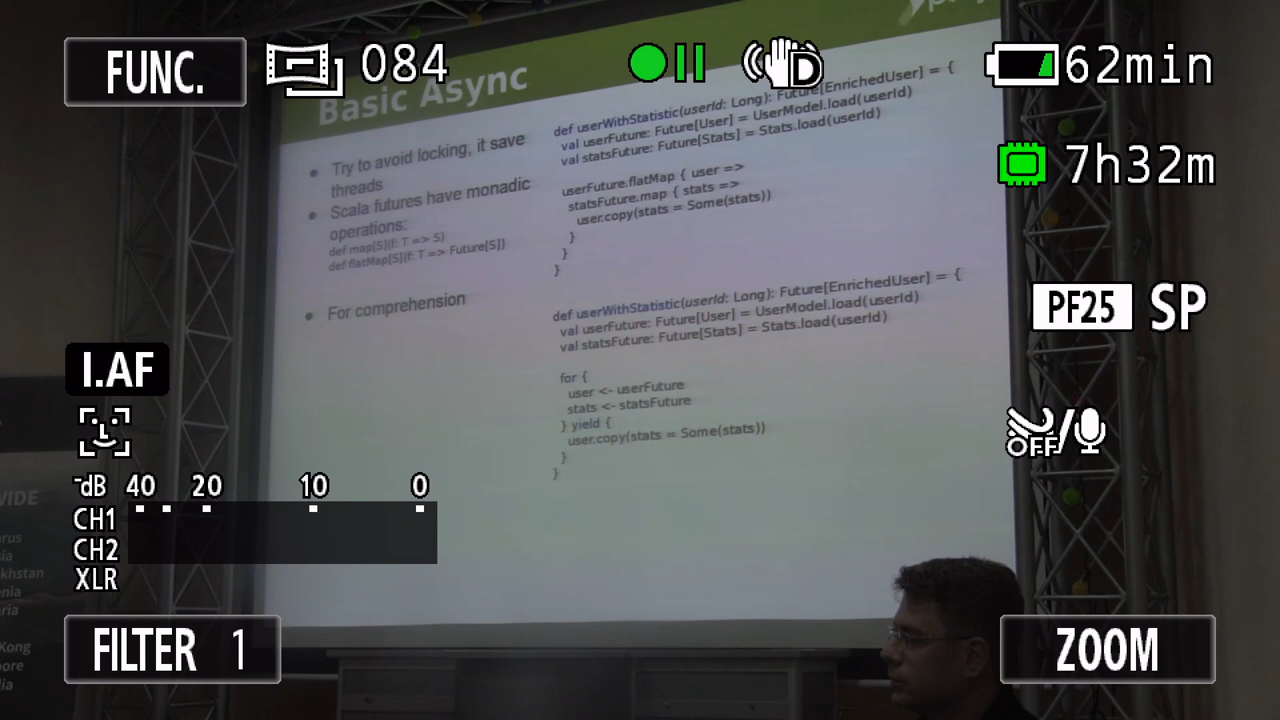 FUNC.
084
62min
7h32m
PF25 SP
I.AF
OFF
-dB 40 20 10 0
CH1
CH2
XLR
FILTER 1
ZOOM
Basic Async
Try to avoid locking, it save
threads
Scala futures have monadic
operations:
def map[S](f: T => S)
def flatMap[S](f: T => Future[S])
For comprehension
def userWithStatistic(userId: Long): Future[EnrichedUser] = {
val userFuture: Future[User] = UserModel.load(userId)
val statsFuture: Future[Stats] = Stats.load(userId)
userFuture.flatMap { user =>
statsFuture.map { stats =>
user.copy(stats = Some(stats))
}
}
}
def userWithStatistic(userId: Long): Future[EnrichedUser] = {
val userFuture: Future[User] = UserModel.load(userId)
val statsFuture: Future[Stats] = Stats.load(userId)
for {
user <- userFuture
stats <- statsFuture
} yield {
user.copy(stats = Some(stats))
}
}
Kong